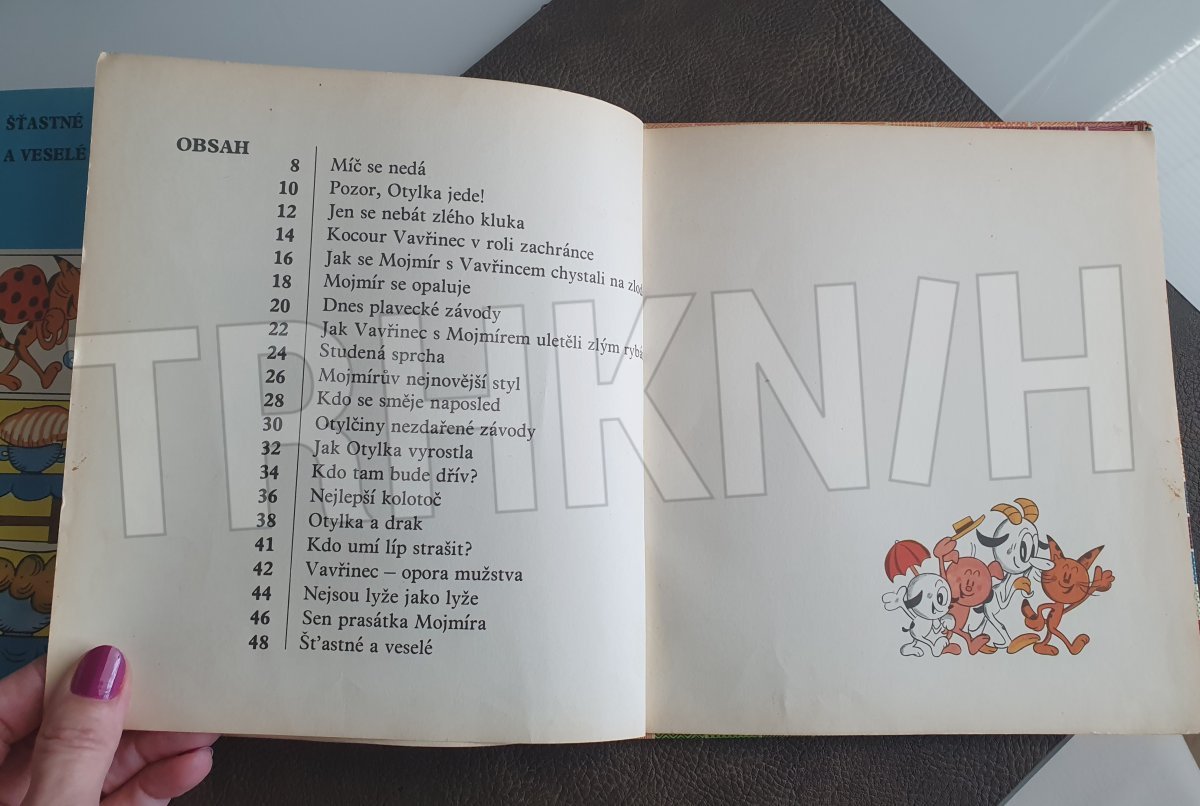 ŠŤASTNÉ
A VESELÉ
OBSAH
8 Míč se nedá
10 Pozor, Otylka jede!
12 Jen se nebát zlého kluka
14 Kocour Vavřinec v roli zachránce
16 Jak se Mojmír s Vavřincem chystali na
18 Mojmír se opaluje
20 Dnes plavecké závody
22 Jak Vavřinec s Mojmírem uletěli zlým
24 Studená sprcha
26 Mojmírův nejnovější styl
28 Kdo se směje naposled
30 Otylčiny nezdařené závody
32 Jak Otylka vyrostla
34 Kdo tam bude dřív?
36 Nejlepší kolotoč
38 Otylka a drak
41 Kdo umí líp strašit?
42 Vavřinec – opora mužstva
44 Nejsou lyže jako lyže
46 Sen prasátka Mojmíra
48 Šťastné a veselé
TRHKNIH